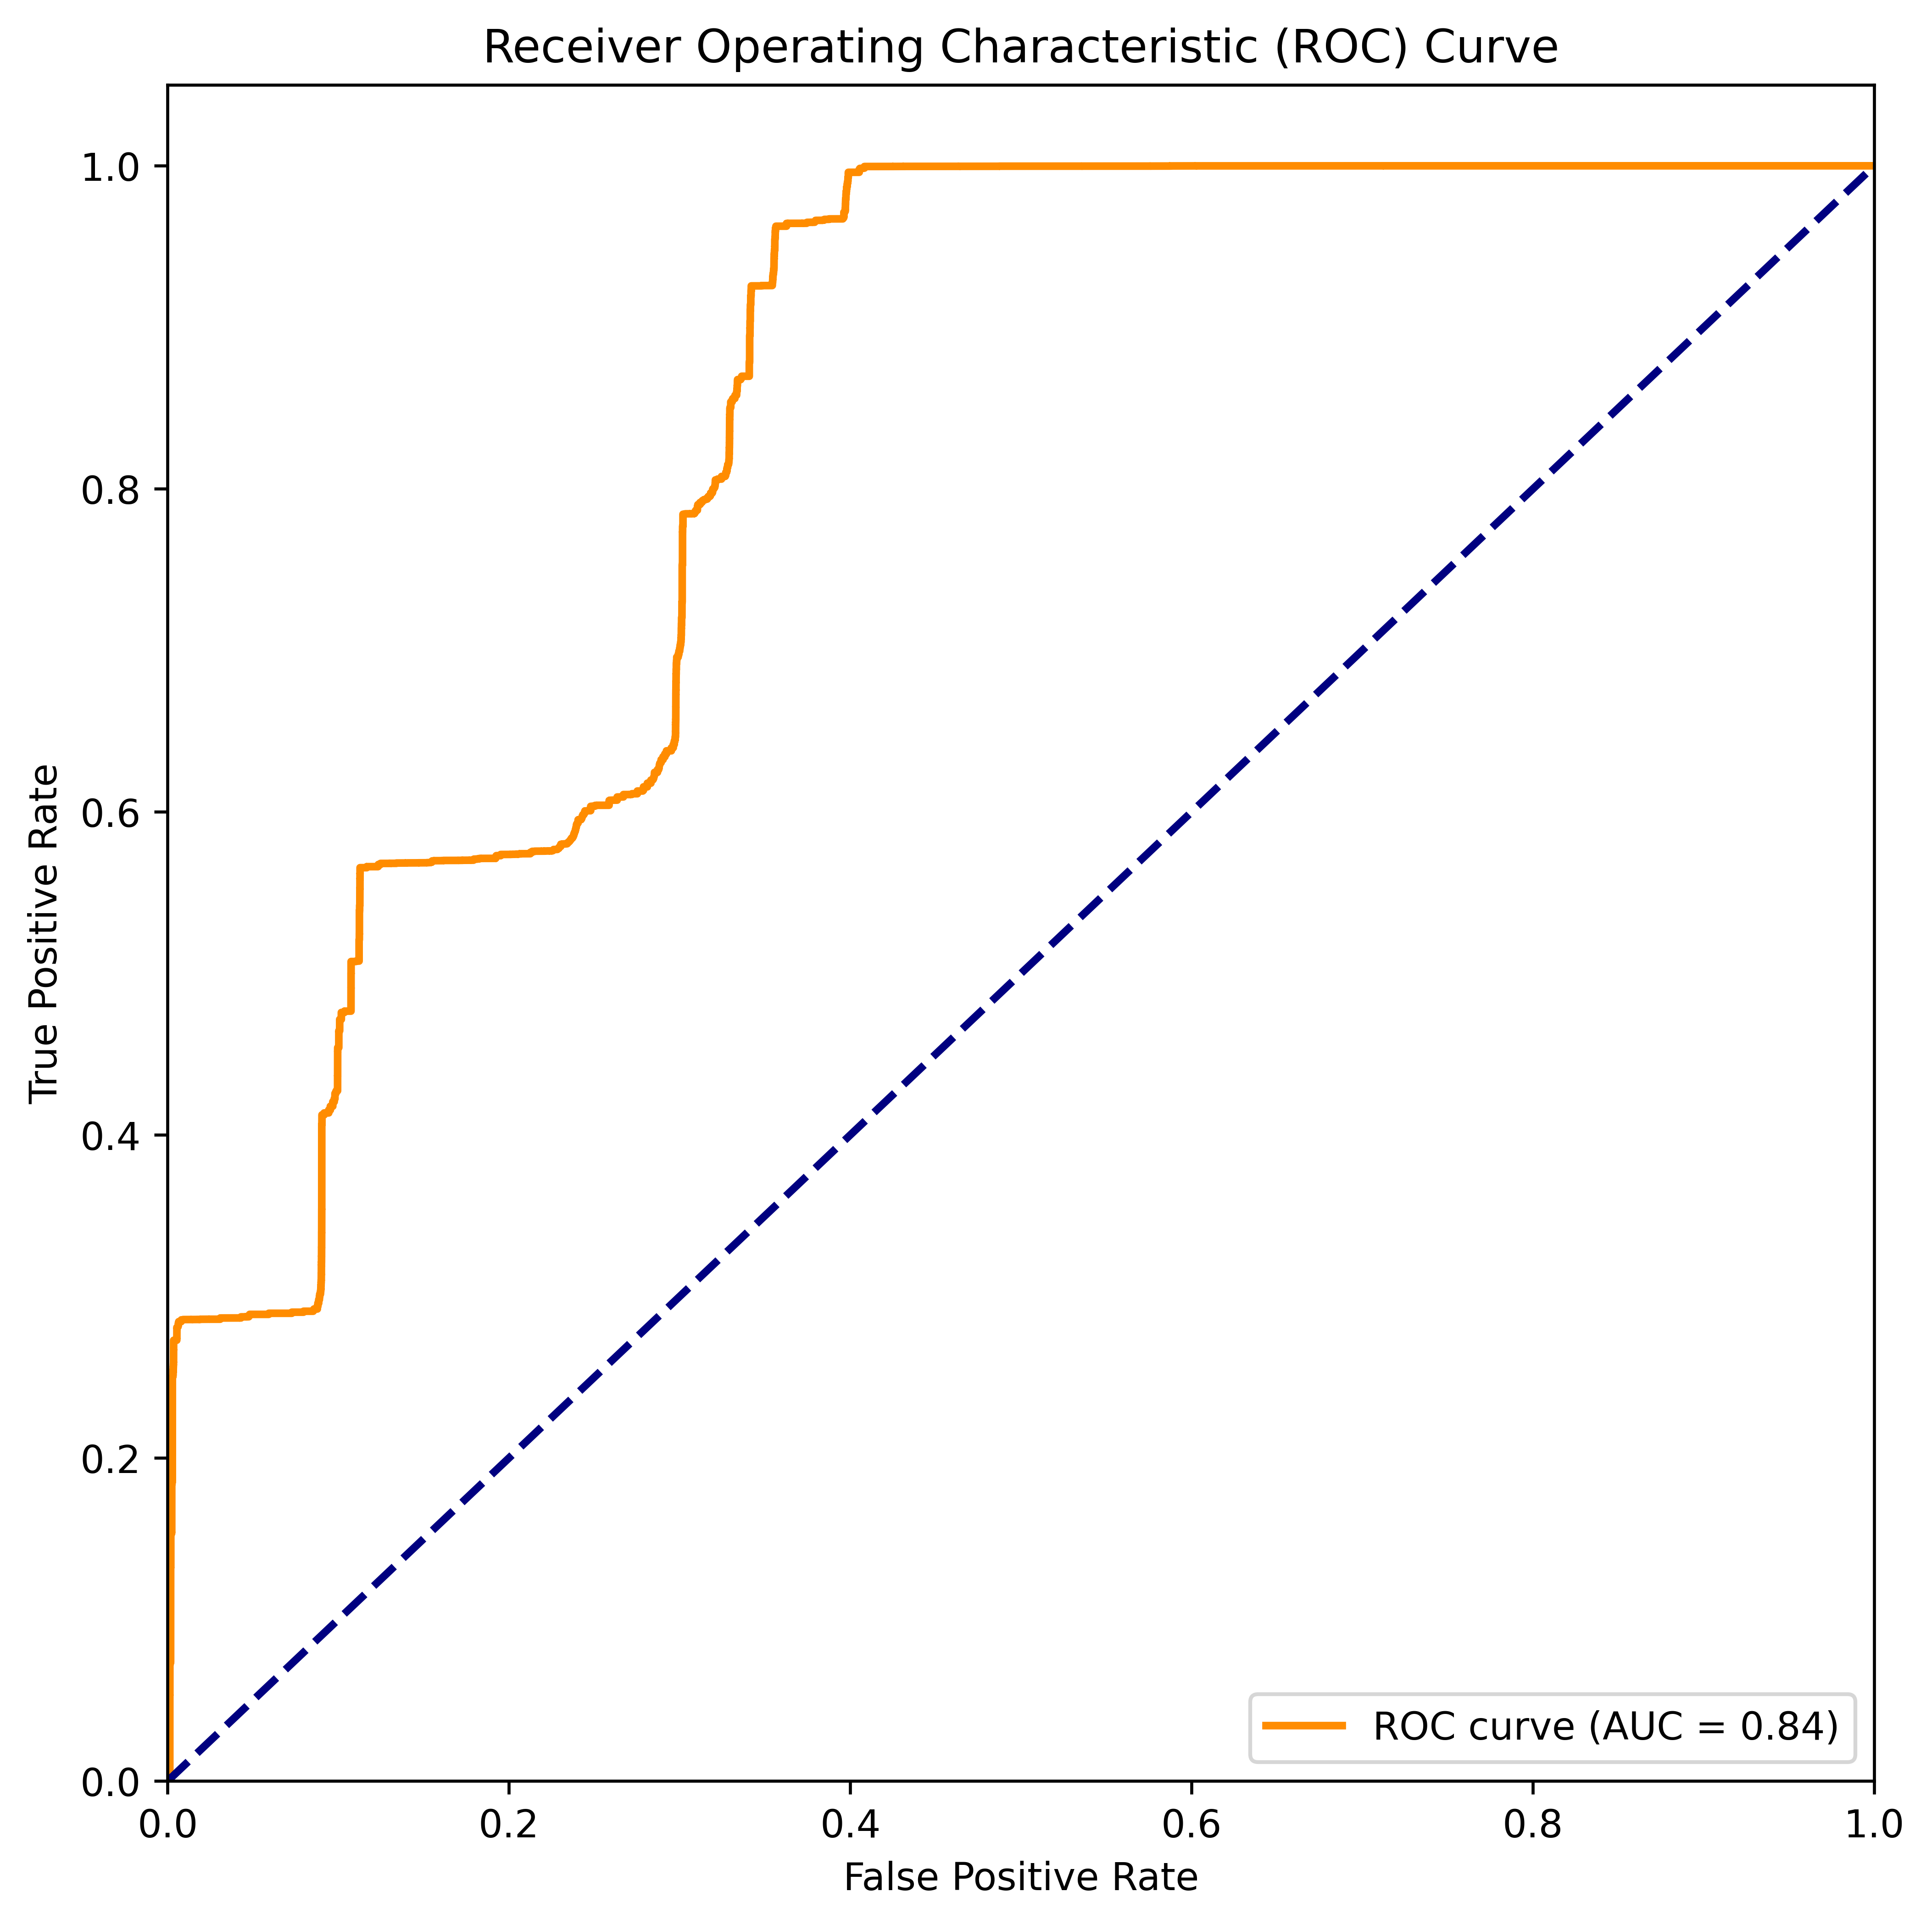 Receiver Operating Characteristic (ROC) Curve
True Positive Rate
1.0
0.8
0.6
0.4
0.2
0.0
ROC curve (AUC = 0.84)
0.0 0.2 0.4 0.6 0.8 1.0
False Positive Rate